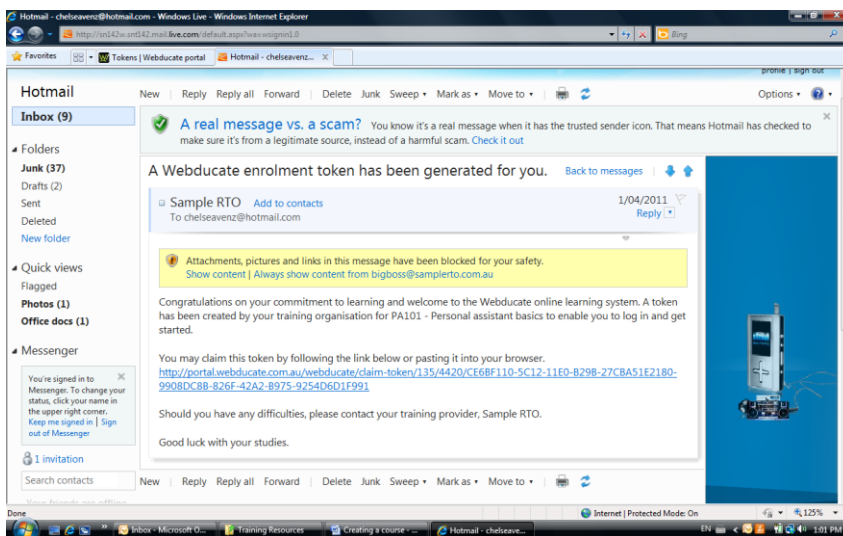 Hotmail - chelseavenz@hotmail.com - Windows Live - Windows Internet Explorer
http://sn142w.snt142.mail.live.com/default.aspx?wa=wsignin1.0
Bing
Favorites
Tokens | Webducate portal
Hotmail - chelseavenz...
profile | sign out
Hotmail
New | Reply Reply all Forward | Delete Junk Sweep Mark as Move to
Options
Inbox (9)
A real message vs. a scam? You know it's a real message when it has the trusted sender icon. That means Hotmail has checked to
make sure it's from a legitimate source, instead of a harmful scam. Check it out
Folders
Junk (37)
Drafts (2)
Sent
Deleted
New folder
Quick views
Flagged
Photos (1)
Office docs (1)
Messenger
You're signed in to
Messenger. To change your
status, click your name in
the upper right corner.
Keep me signed in | Sign
out of Messenger
1 invitation
Search contacts
Your friends are offline
A Webducate enrolment token has been generated for you.
Back to messages
Sample RTO Add to contacts
1/04/2011
To chelseavenz@hotmail.com
Reply
Attachments, pictures and links in this message have been blocked for your safety.
Show content | Always show content from bigboss@samplerto.com.au
Congratulations on your commitment to learning and welcome to the Webducate online learning system. A token
has been created by your training organisation for PA101 - Personal assistant basics to enable you to log in and get
started.
You may claim this token by following the link below or pasting it into your browser.
http://portal.webducate.com.au/webducate/claim-token/135/4420/CE6BF110-5C12-11E0-B29B-27CBA51E2180-
9908DC8B-826F-42A2-B975-9254D6D1F991
Should you have any difficulties, please contact your training provider, Sample RTO.
Good luck with your studies.
New | Reply Reply all Forward | Delete Junk Sweep Mark as Move to
Done
Internet | Protected Mode: On
125%
Inbox - Microsoft O...
Training Resources
Creating a course - ...
Hotmail - chelseave...
EN
1:01 PM